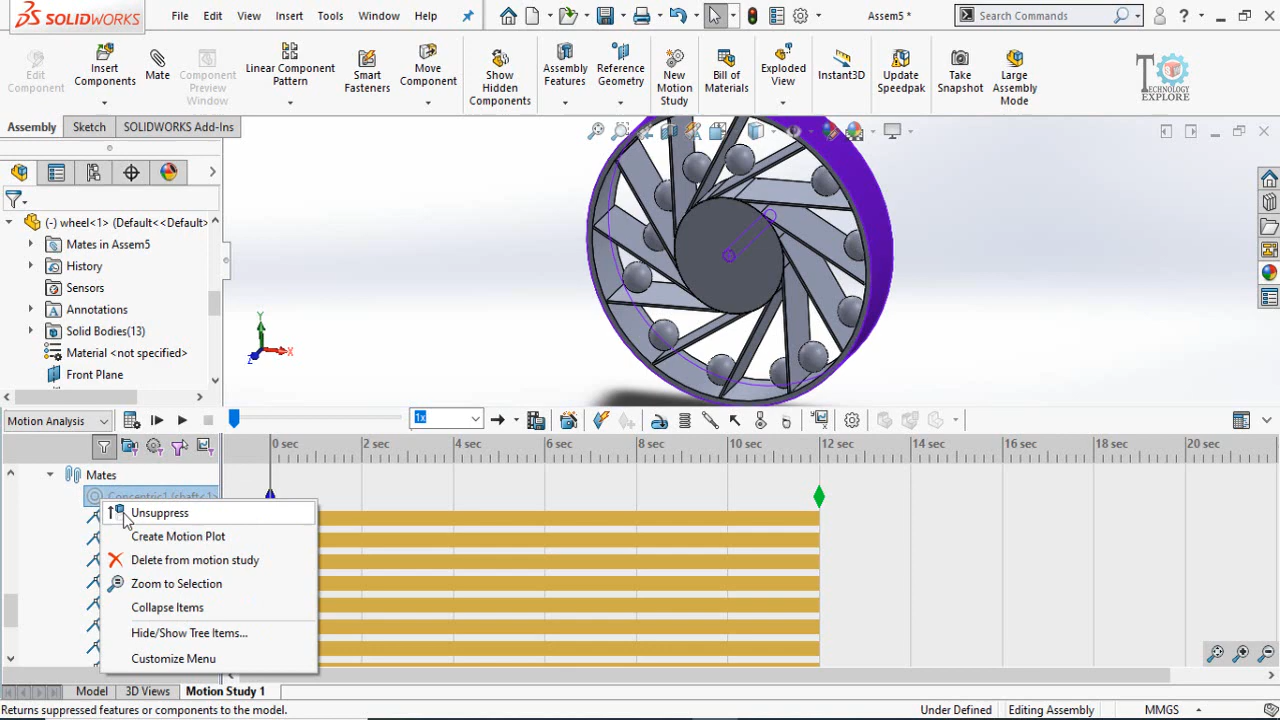 SOLIDWORKS
File Edit View Insert Tools Window Help
Assem5 *
Search Commands
?
Edit
Component
Insert
Components
Mate
Component
Preview
Window
Linear Component
Pattern
Smart
Fasteners
Move
Component
Show
Hidden
Components
Assembly
Features
Reference
Geometry
New
Motion
Study
Bill of
Materials
Exploded
View
Instant3D
Update
Speedpak
Take
Snapshot
Large
Assembly
Mode
TECHNOLOGY
EXPLORE
Assembly Sketch SOLIDWORKS Add-Ins
(-) wheel<1> (Default<<Default)
Mates in Assem5
History
Sensors
Annotations
Solid Bodies(13)
Material <not specified>
Front Plane
Y
X
Z
Motion Analysis
1x
0 sec 2 sec 4 sec 6 sec 8 sec 10 sec 12 sec 14 sec 16 sec 18 sec 20 sec
Mates
Concentric1 (shaft<1>
Unsuppress
Create Motion Plot
Delete from motion study
Zoom to Selection
Collapse Items
Hide/Show Tree Items...
Customize Menu
Model 3D Views Motion Study 1
Returns suppressed features or components to the model.
Under Defined Editing Assembly MMGS